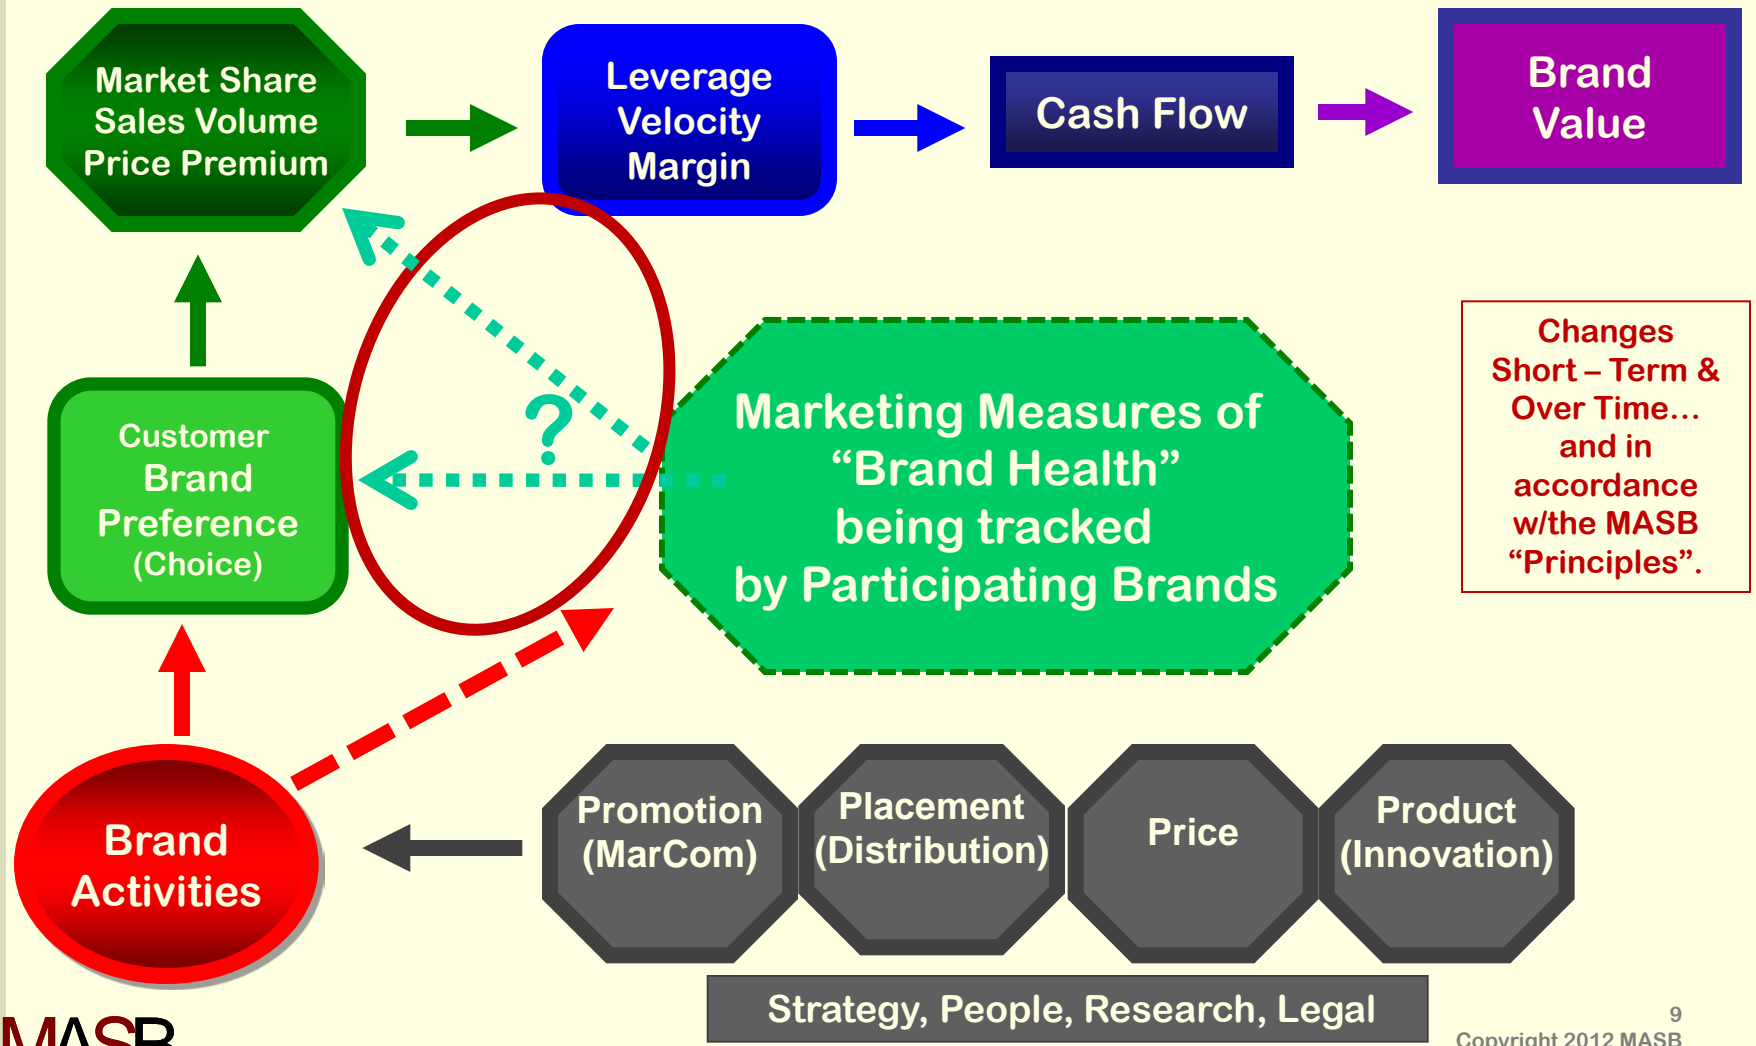 Market Share
Sales Volume
Price Premium
Leverage
Velocity
Margin
Cash Flow
Brand
Value
Changes
Short – Term &
Over Time...
and in
accordance
w/the MASB
“Principles”.
Customer
Brand
Preference
(Choice)
?
Marketing Measures of
“Brand Health”
being tracked
by Participating Brands
Brand
Activities
Promotion
(MarCom)
Placement
(Distribution)
Price
Product
(Innovation)
Strategy, People, Research, Legal
MASB
9
Copyright 2012 MASB